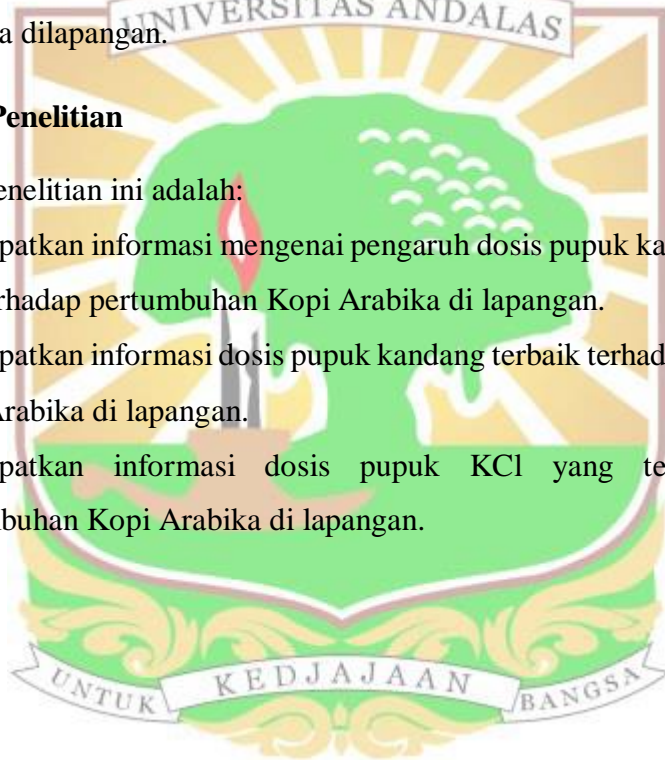 UNIVERSITAS ANDALAS
a dilapangan.
Penelitian
enelitian ini adalah:
patkan informasi mengenai pengaruh dosis pupuk ka
rhadap pertumbuhan Kopi Arabika di lapangan.
patkan informasi dosis pupuk kandang terbaik terhad
Arabika di lapangan.
patkan informasi dosis pupuk KCl yang te
buhan Kopi Arabika di lapangan.
UNTUK KEDJAJAAN BANGSA